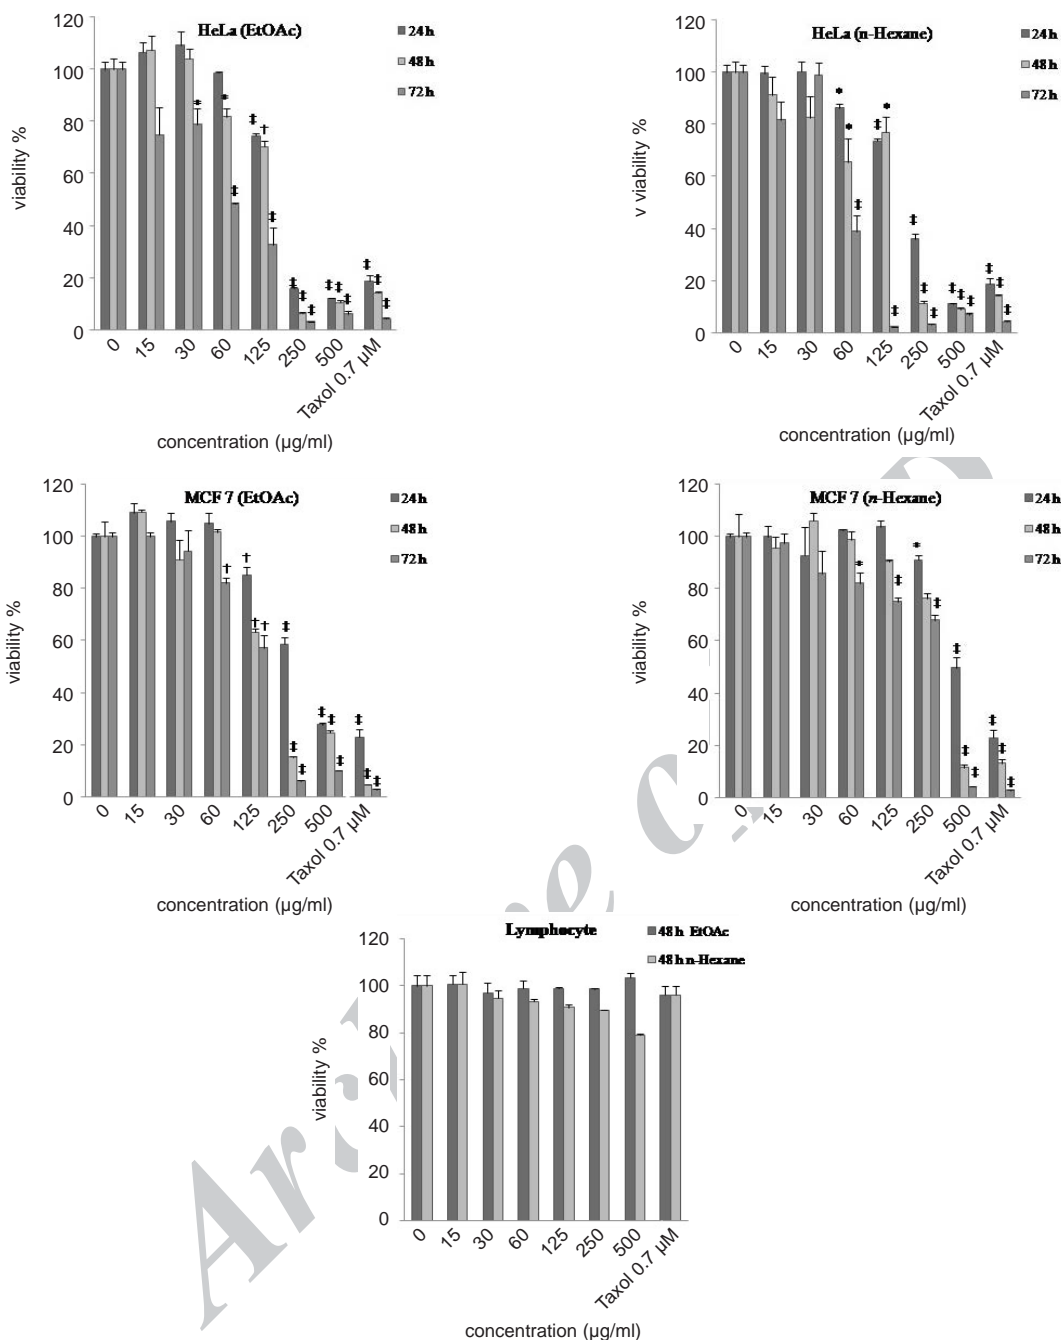 HeLa (EtOAc)
24h
48h
72h
120
100
80
60
40
20
0
viability %
* * ‡ ‡ † ‡ ‡ ‡ ‡ ‡ ‡ ‡ ‡ ‡ ‡
0 15 30 60 125 250 500 Taxol 0.7 µM
concentration (µg/ml)
HeLa (n-Hexane)
24h
48h
72h
120
100
80
60
40
20
0
v viability %
* * ‡ ‡ * ‡ ‡ ‡ ‡ ‡ ‡ ‡ ‡ ‡ ‡
0 15 30 60 125 250 500 Taxol 0.7 µM
concentration (µg/ml)
MCF 7 (EtOAc)
24h
48h
72h
120
100
80
60
40
20
0
viability %
† † † † ‡ ‡ ‡ ‡ ‡ ‡ ‡ ‡
0 15 30 60 125 250 500 Taxol 0.7 µM
concentration (µg/ml)
MCF 7 (n-Hexane)
24h
48h
72h
120
100
80
60
40
20
0
viability %
* ‡ * ‡ ‡ ‡ ‡ ‡ ‡ ‡
0 15 30 60 125 250 500 Taxol 0.7 µM
concentration (µg/ml)
Lymphocyte
48h EtOAc
48h n-Hexane
120
100
80
60
40
20
0
viability %
0 15 30 60 125 250 500 Taxol 0.7 µM
concentration (µg/ml)